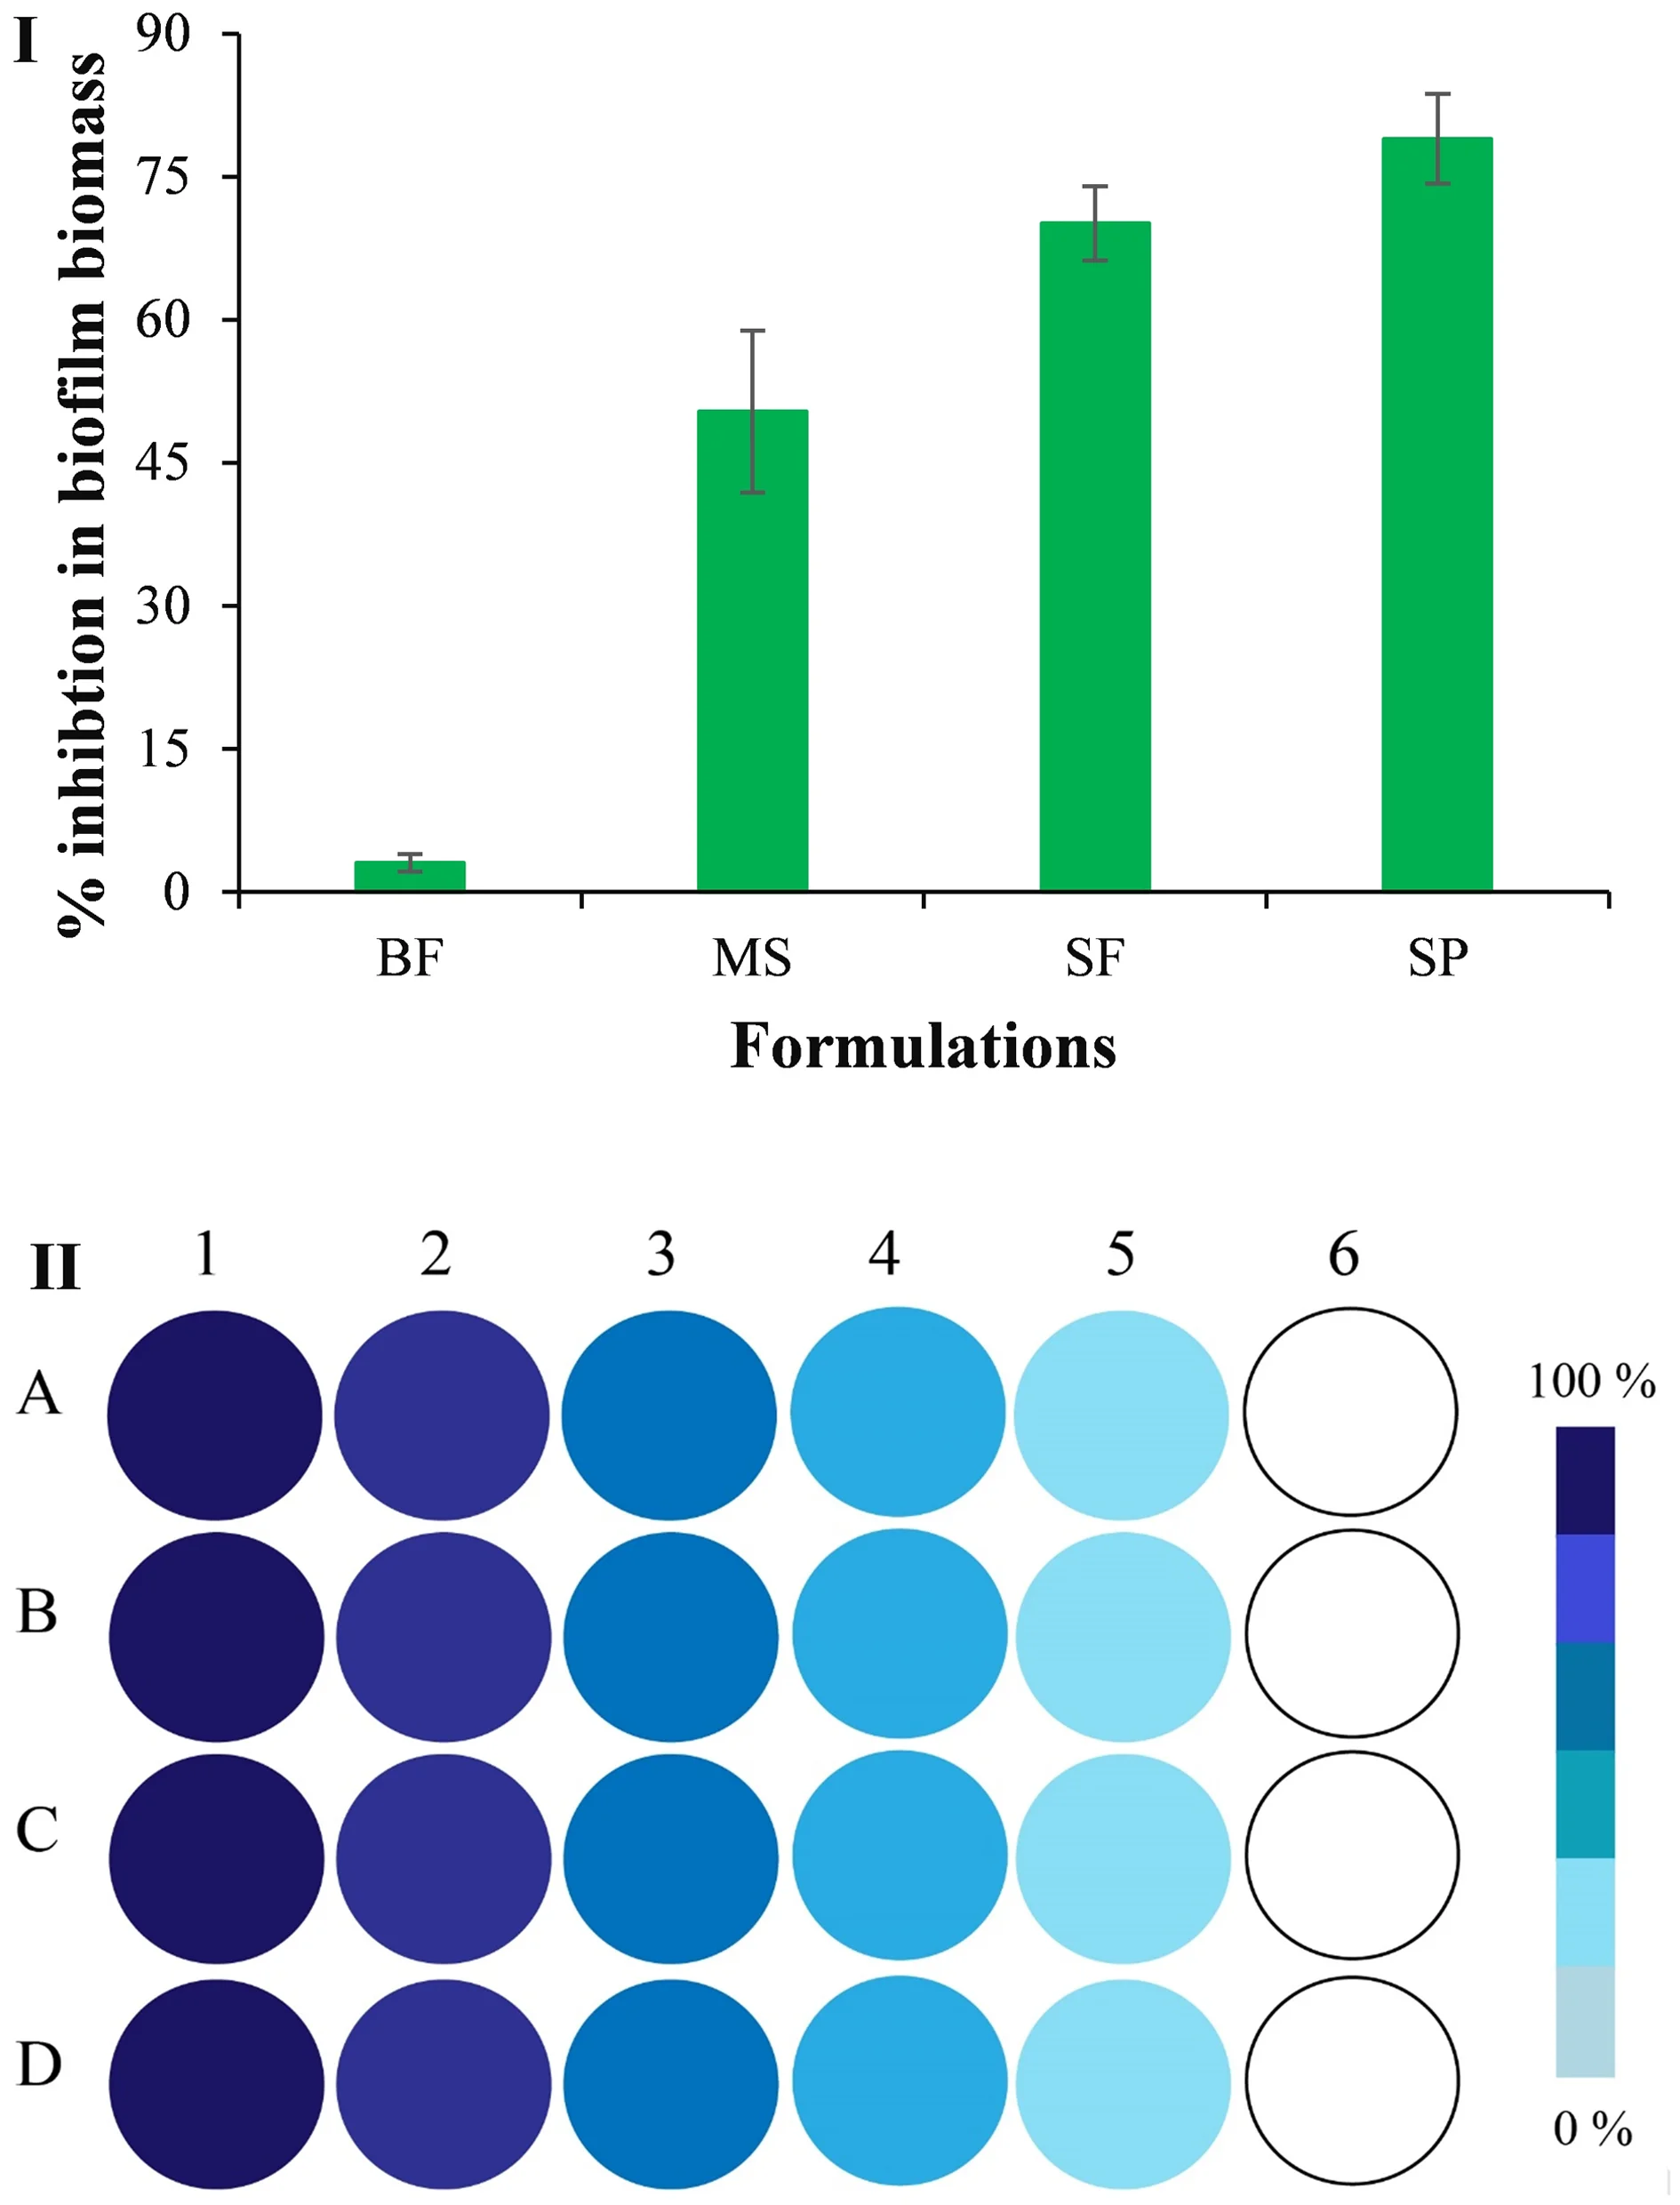 I
% inhibtion in biofilm biomass
90
75
60
45
30
15
0
BF MS SF SP
Formulations
II
1 2 3 4 5 6
A
B
C
D
100 %
0 %